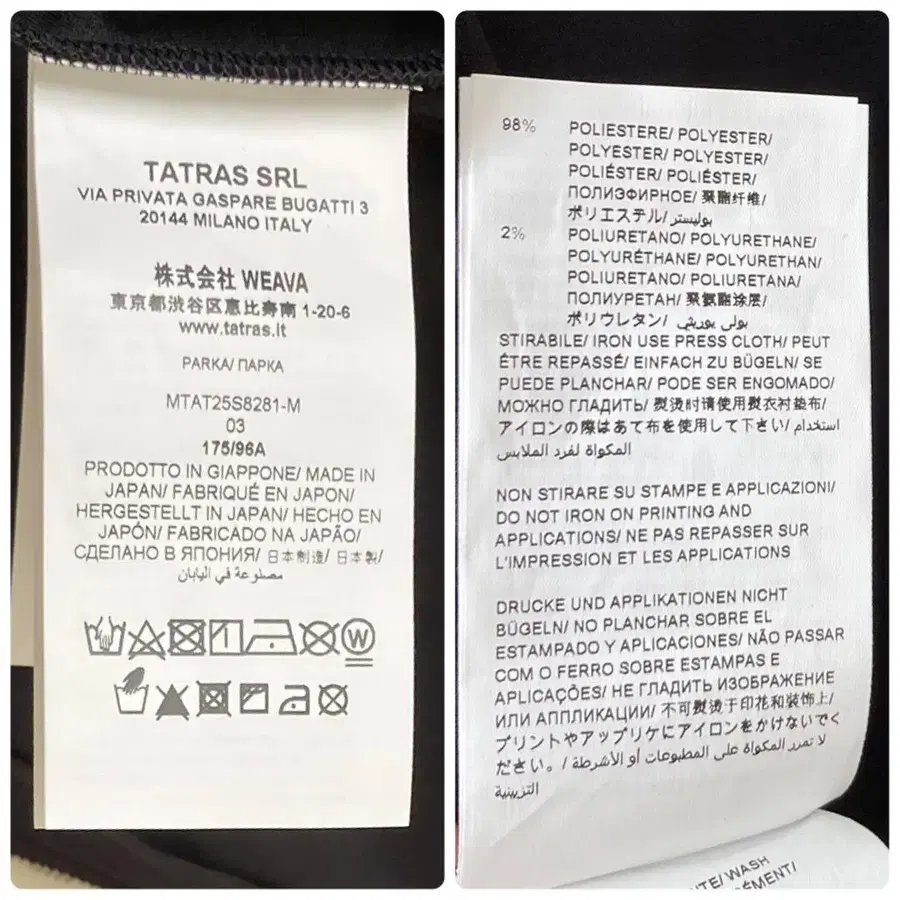 TATRAS SRL
VIA PRIVATA GASPARE BUGATTI 3
20144 MILANO ITALY
株式会社 WEAVA
東京都渋谷区恵比寿南 1-20-6
www.tatras.it
PARKA/ ПАРКА
MTAT25S8281-M
03
175/96A
PRODOTTO IN GIAPPONE/ MADE IN
JAPAN/ FABRIQUÉ EN JAPON/
HERGESTELLT IN JAPAN/ HECHO EN
JAPÓN/ FABRICADO NA JAPÃO/
СДЕЛАНО В ЯПОНИЯ/ 日本制造/ 日本製/
مصنوعة في اليابان
W
98% POLIESTERE/ POLYESTER/
POLYESTER/ POLYESTER/
POLIÉSTER/ POLIÉSTER/
ПОЛИЭФИРНОЕ/ 聚酯纤维/
ポリエステル/ بوليستر
2% POLIURETANO/ POLYURETHANE/
POLYURÉTHANE/ POLYURETHAN/
POLIURETANO/ POLIURETANA/
ПОЛИУРЕТАН/ 聚氨酯涂层/
ポリウレタン/ بولي يوريثي
STIRABILE/ IRON USE PRESS CLOTH/ PEUT
ÊTRE REPASSÉ/ EINFACH ZU BÜGELN/ SE
PUEDE PLANCHAR/ PODE SER ENGOMADO/
МОЖНО ГЛАДИТЬ/ 熨烫时请使用熨衣衬垫布/
アイロンの際はあて布を使用して下さい/ استخدام
المكواة لفرد الملابس
NON STIRARE SU STAMPE E APPLICAZIONI/
DO NOT IRON ON PRINTING AND
APPLICATIONS/ NE PAS REPASSER SUR
L'IMPRESSION ET LES APPLICATIONS
DRUCKE UND APPLIKATIONEN NICHT
BÜGELN/ NO PLANCHAR SOBRE EL
ESTAMPADO Y APLICACIONES/ NÃO PASSAR
COM O FERRO SOBRE ESTAMPAS E
APLICAÇÕES/ НЕ ГЛАДИТЬ ИЗОБРАЖЕНИЕ
ИЛИ АППЛИКАЦИИ/ 不可熨烫于印花和装饰上/
プリントやアップリケにアイロンをかけないでく
ださい。/ لا تمرر المكواة على المطبوعات أو الأشرطة
التزيينية
WASH